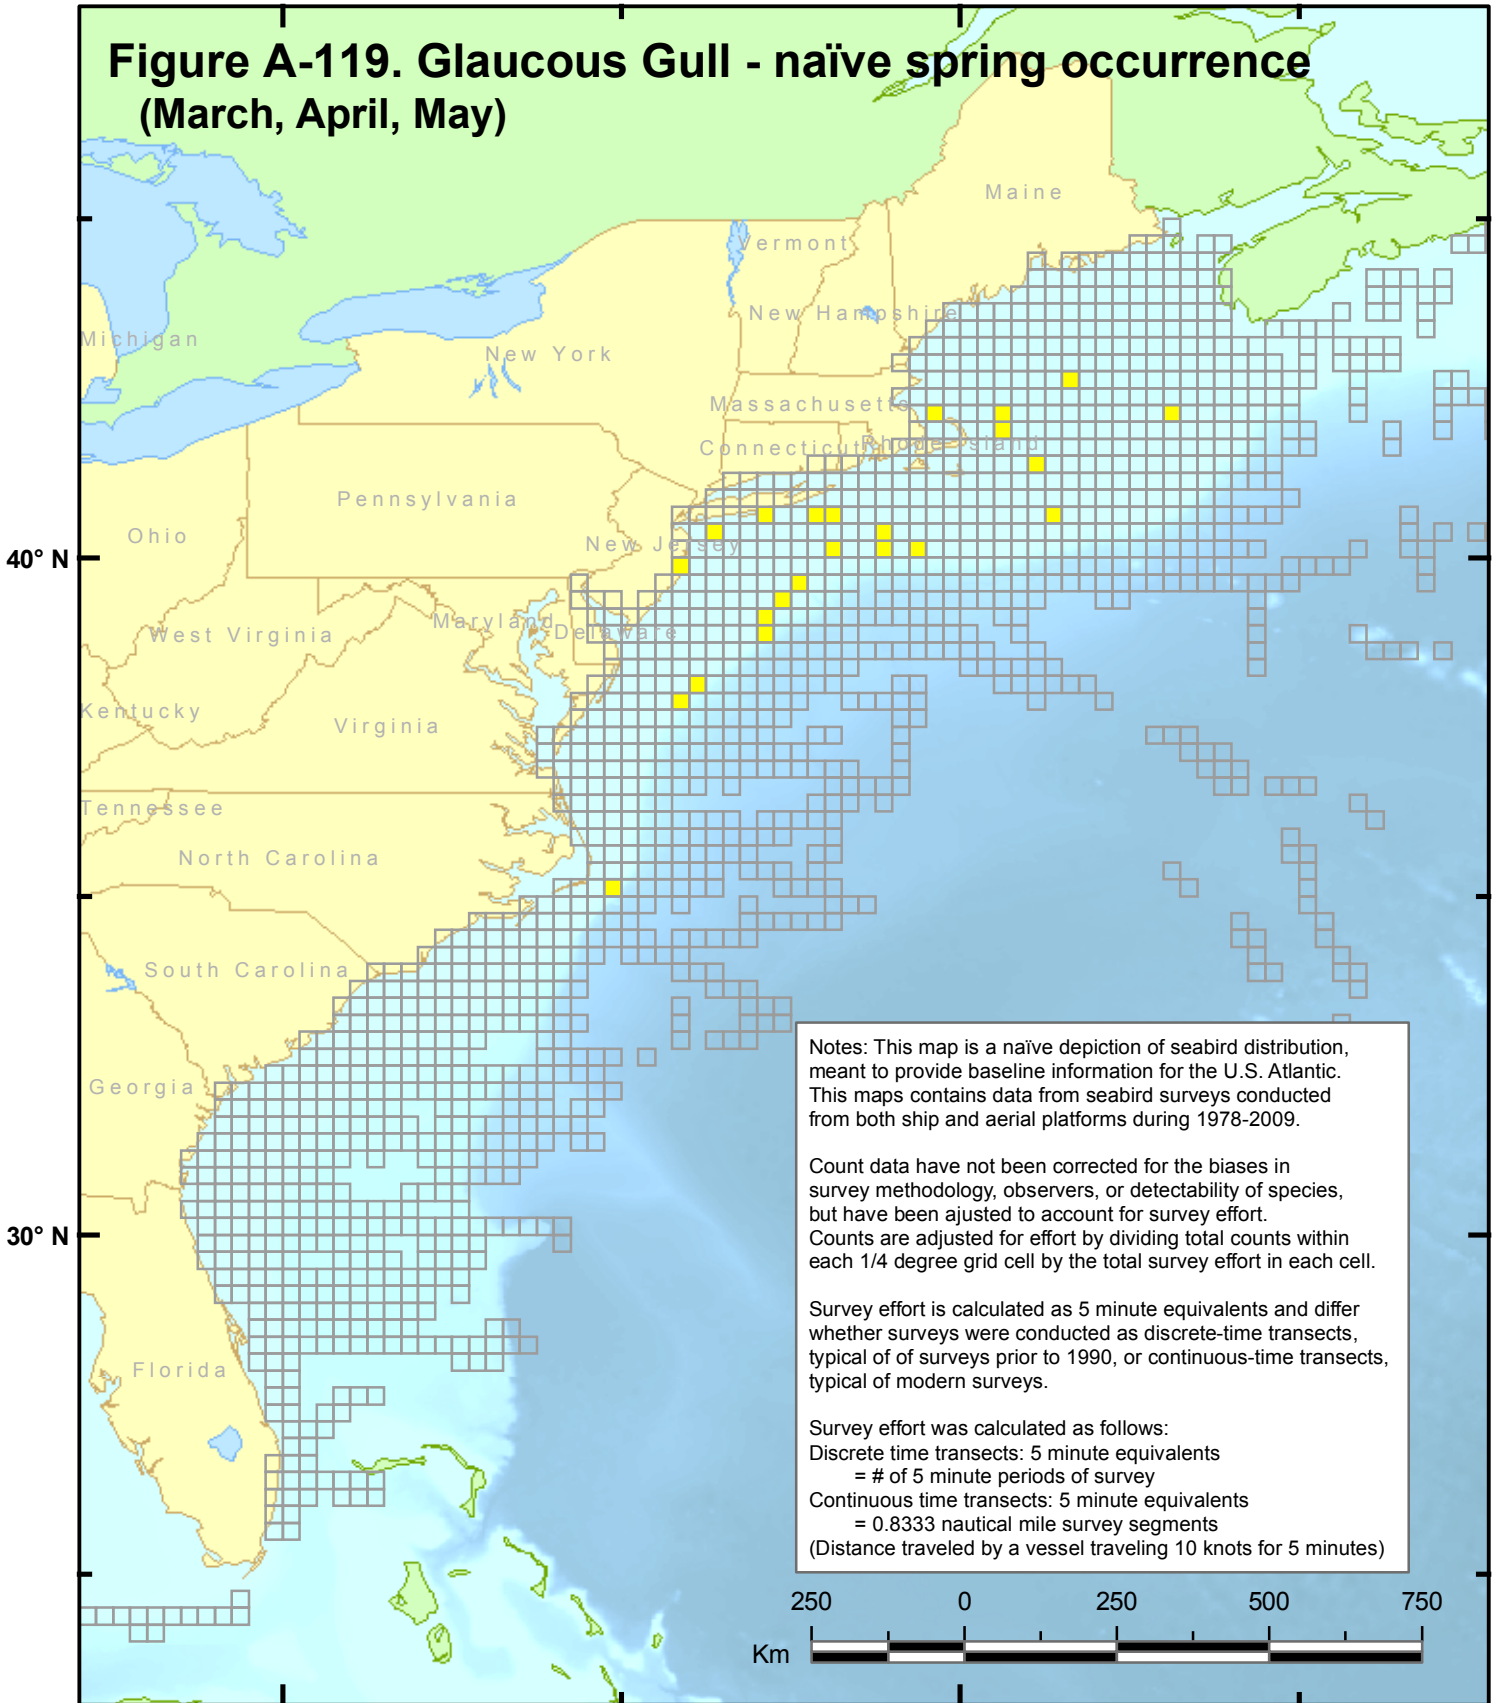 Figure A-119. Glaucous Gull - naïve spring occurrence
(March, April, May)
Maine
Vermont
New Hampshire
Michigan
New York
Massachusetts
Connecticut
Rhode Island
Pennsylvania
Ohio
New Jersey
40° N
Maryland
Delaware
West Virginia
Kentucky
Virginia
Tennessee
North Carolina
South Carolina
Georgia
30° N
Florida
Notes: This map is a naïve depiction of seabird distribution,
meant to provide baseline information for the U.S. Atlantic.
This maps contains data from seabird surveys conducted
from both ship and aerial platforms during 1978-2009.
Count data have not been corrected for the biases in
survey methodology, observers, or detectability of species,
but have been ajusted to account for survey effort.
Counts are adjusted for effort by dividing total counts within
each 1/4 degree grid cell by the total survey effort in each cell.
Survey effort is calculated as 5 minute equivalents and differ
whether surveys were conducted as discrete-time transects,
typical of of surveys prior to 1990, or continuous-time transects,
typical of modern surveys.
Survey effort was calculated as follows:
Discrete time transects: 5 minute equivalents
= # of 5 minute periods of survey
Continuous time transects: 5 minute equivalents
= 0.8333 nautical mile survey segments
(Distance traveled by a vessel traveling 10 knots for 5 minutes)
250 0 250 500 750
Km